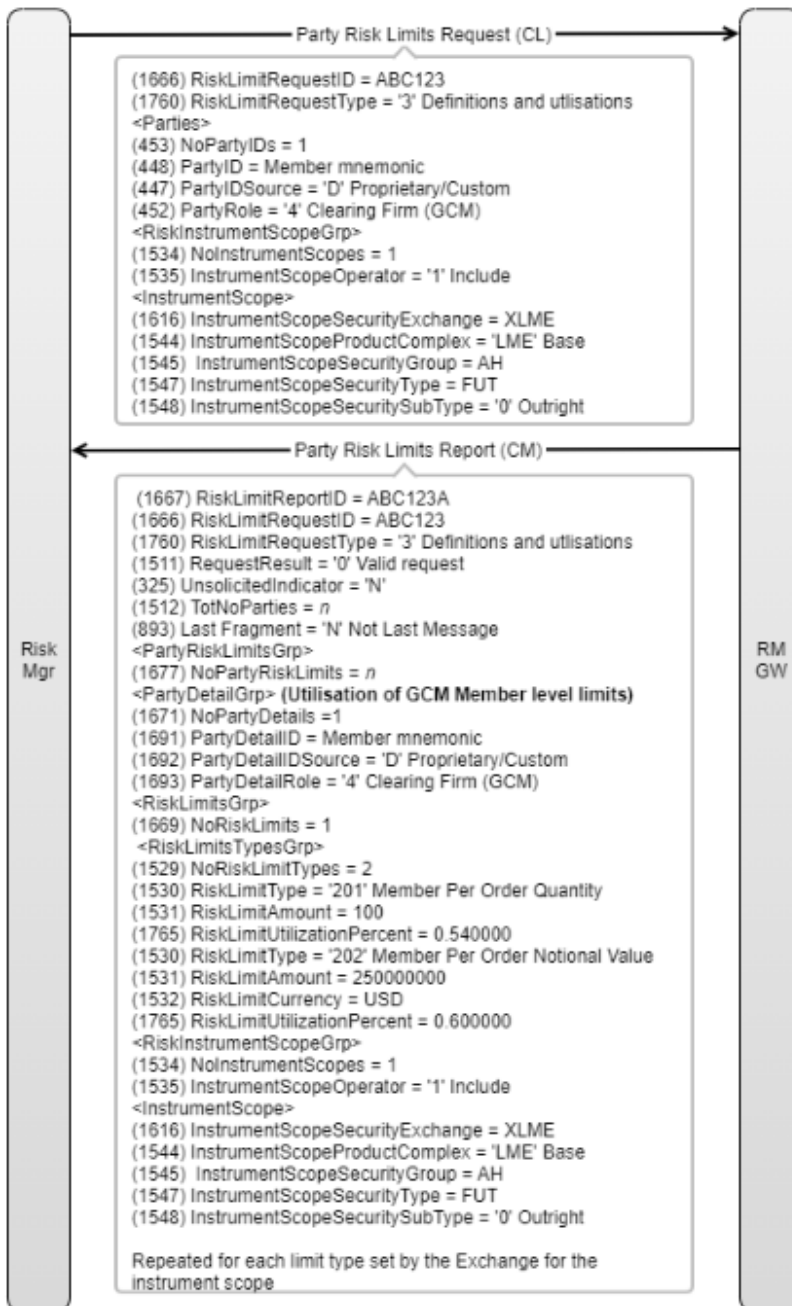 Party Risk Limits Request (CL)
(1666) RiskLimitRequestID = ABC123
(1760) RiskLimitRequestType = '3' Definitions and utlisations
<Parties>
(453) NoPartyIDs = 1
(448) PartyID = Member mnemonic
(447) PartyIDSource = 'D' Proprietary/Custom
(452) PartyRole = '4' Clearing Firm (GCM)
<RiskInstrumentScopeGrp>
(1534) NoInstrumentScopes = 1
(1535) InstrumentScopeOperator = '1' Include
<InstrumentScope>
(1616) InstrumentScopeSecurityExchange = XLME
(1544) InstrumentScopeProductComplex = 'LME' Base
(1545)  InstrumentScopeSecurityGroup = AH
(1547) InstrumentScopeSecurityType = FUT
(1548) InstrumentScopeSecuritySubType = '0' Outright
Party Risk Limits Report (CM)
(1667) RiskLimitReportID = ABC123A
(1666) RiskLimitRequestID = ABC123
(1760) RiskLimitRequestType = '3' Definitions and utlisations
(1511) RequestResult = '0' Valid request
(325) UnsolicitedIndicator = 'N'
(1512) TotNoParties = n
(893) Last Fragment = 'N' Not Last Message
<PartyRiskLimitsGrp>
(1677) NoPartyRiskLimits = n
<PartyDetailGrp> (Utilisation of GCM Member level limits)
(1671) NoPartyDetails =1
(1691) PartyDetailID = Member mnemonic
(1692) PartyDetailIDSource = 'D' Proprietary/Custom
(1693) PartyDetailRole = '4' Clearing Firm (GCM)
<RiskLimitsGrp>
(1669) NoRiskLimits = 1
<RiskLimitsTypesGrp>
(1529) NoRiskLimitTypes = 2
(1530) RiskLimitType = '201' Member Per Order Quantity
(1531) RiskLimitAmount = 100
(1765) RiskLimitUtilizationPercent = 0.540000
(1530) RiskLimitType = '202' Member Per Order Notional Value
(1531) RiskLimitAmount = 250000000
(1532) RiskLimitCurrency = USD
(1765) RiskLimitUtilizationPercent = 0.600000
<RiskInstrumentScopeGrp>
(1534) NoInstrumentScopes = 1
(1535) InstrumentScopeOperator = '1' Include
<InstrumentScope>
(1616) InstrumentScopeSecurityExchange = XLME
(1544) InstrumentScopeProductComplex = 'LME' Base
(1545)  InstrumentScopeSecurityGroup = AH
(1547) InstrumentScopeSecurityType = FUT
(1548) InstrumentScopeSecuritySubType = '0' Outright
Repeated for each limit type set by the Exchange for the
instrument scope
Risk
Mgr
RM
GW